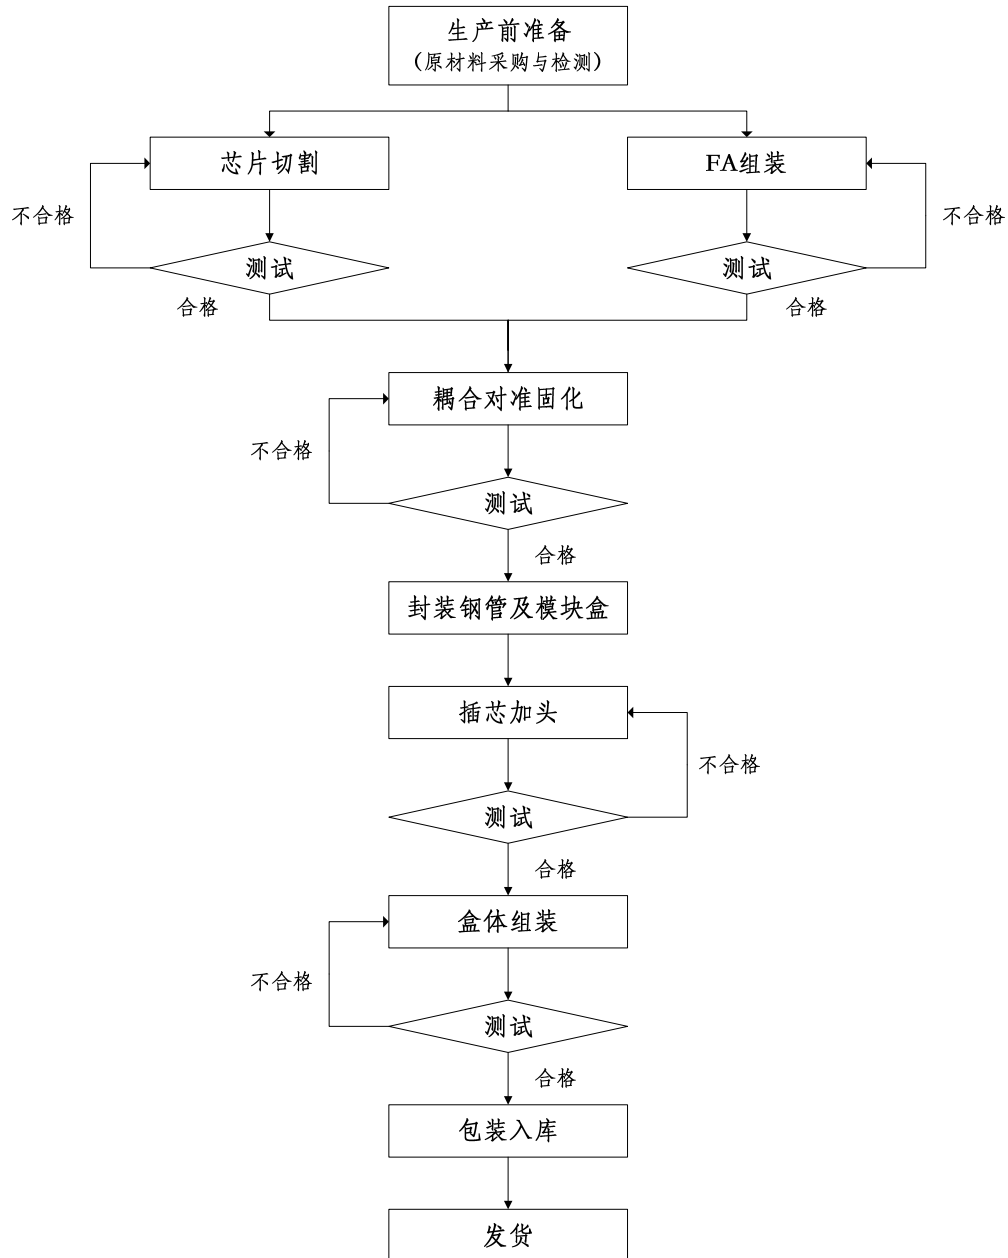 生产前准备
（原材料采购与检测）
芯片切割
FA组装
不合格
不合格
测试
测试
合格
合格
耦合对准固化
不合格
测试
合格
封装钢管及模块盒
插芯加头
不合格
测试
合格
盒体组装
不合格
测试
合格
包装入库
发货